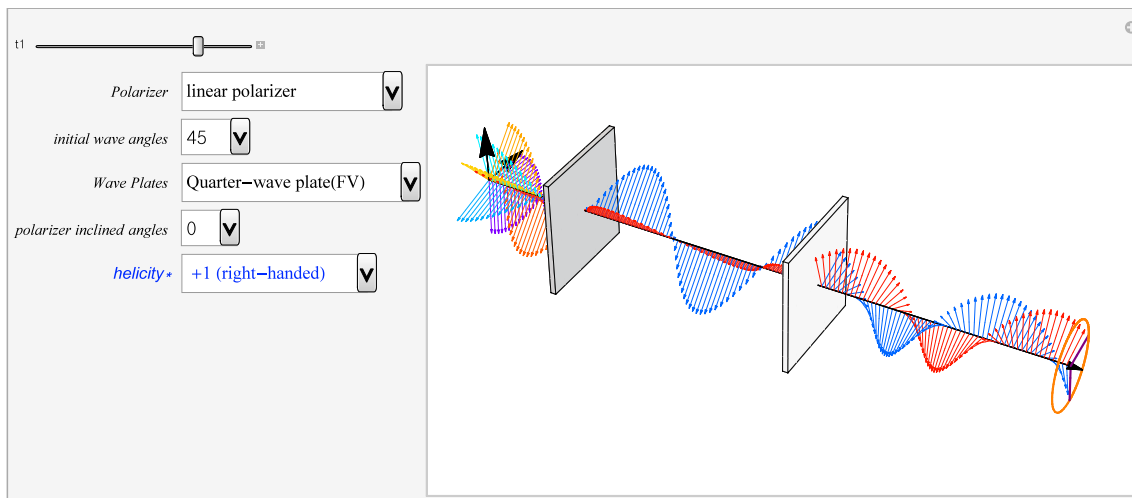 t1
Polarizer linear polarizer
initial wave angles 45
Wave Plates Quarter−wave plate(FV)
polarizer inclined angles 0
helicity* +1 (right−handed)